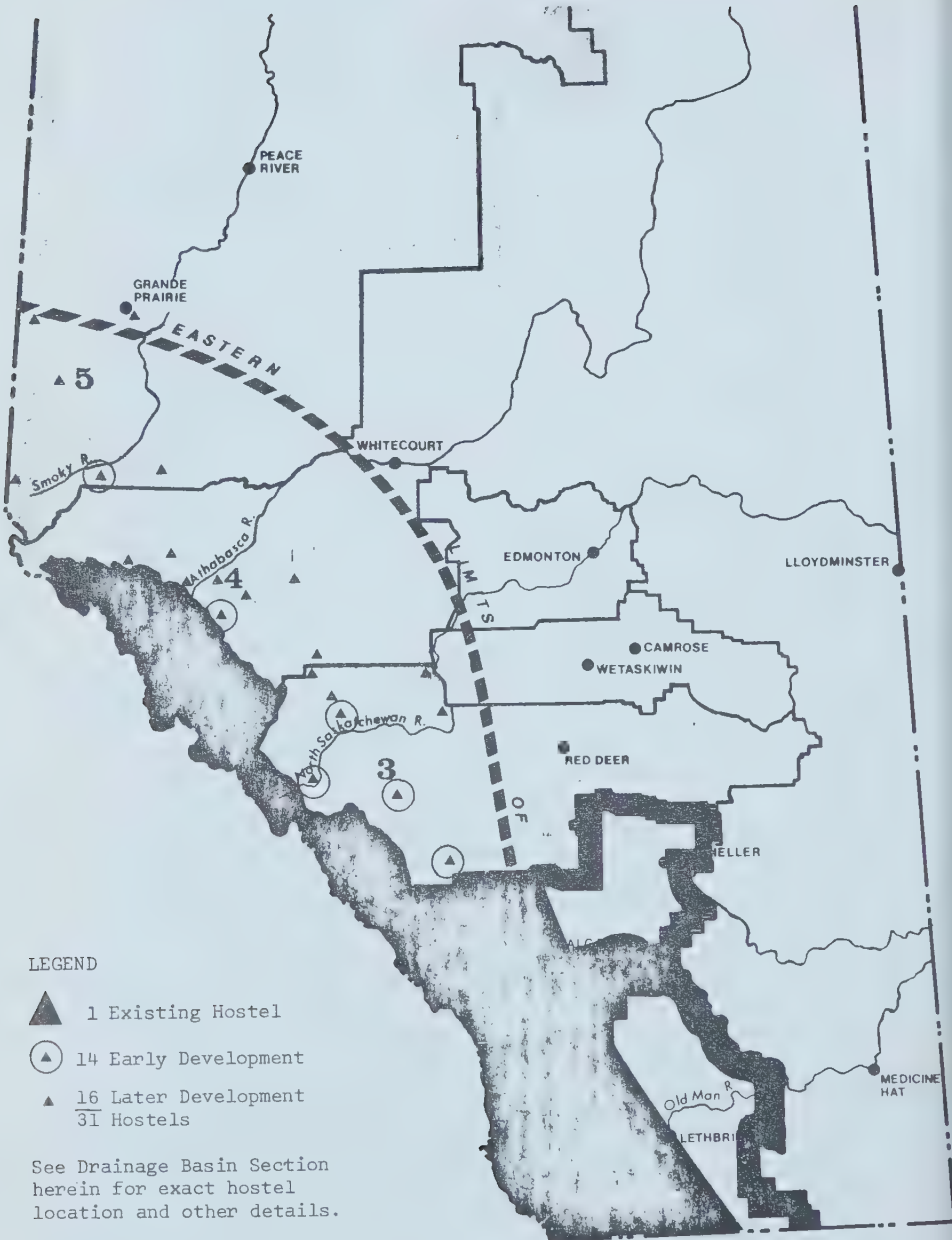 PEACE
RIVER
GRANDE
PRAIRIE
EASTERN
5
WHITECOURT
Smoky R.
Athabasca R.
4
LIMITS
EDMONTON
LLOYDMINSTER
CAMROSE
WETASKIWIN
North Saskatchewan R.
3
RED DEER
OF
HELLER
LEGEND
1 Existing Hostel
14 Early Development
16 Later Development
31 Hostels
Old Man R.
MEDICINE
HAT
LETHBRI
See Drainage Basin Section
herein for exact hostel
location and other details.